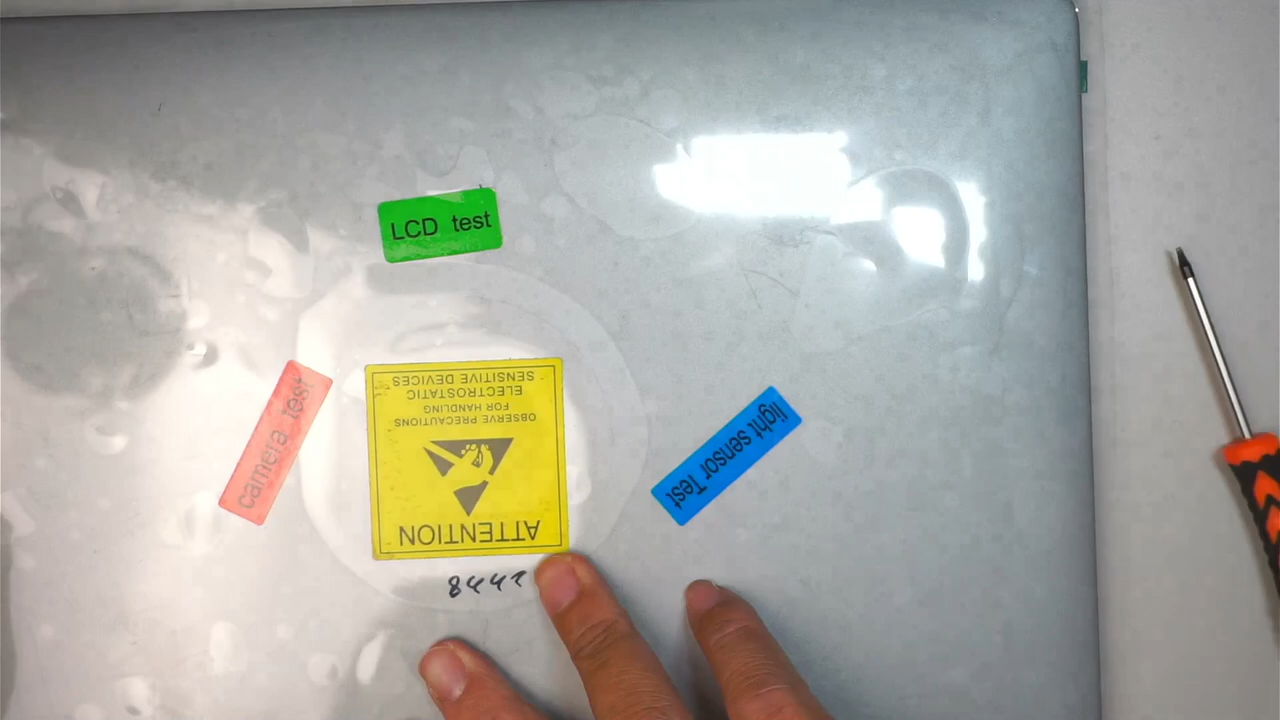 LCD test
camera test
ATTENTION
OBSERVE PRECAUTIONS
FOR HANDLING
ELECTROSTATIC
SENSITIVE DEVICES
light sensor Test